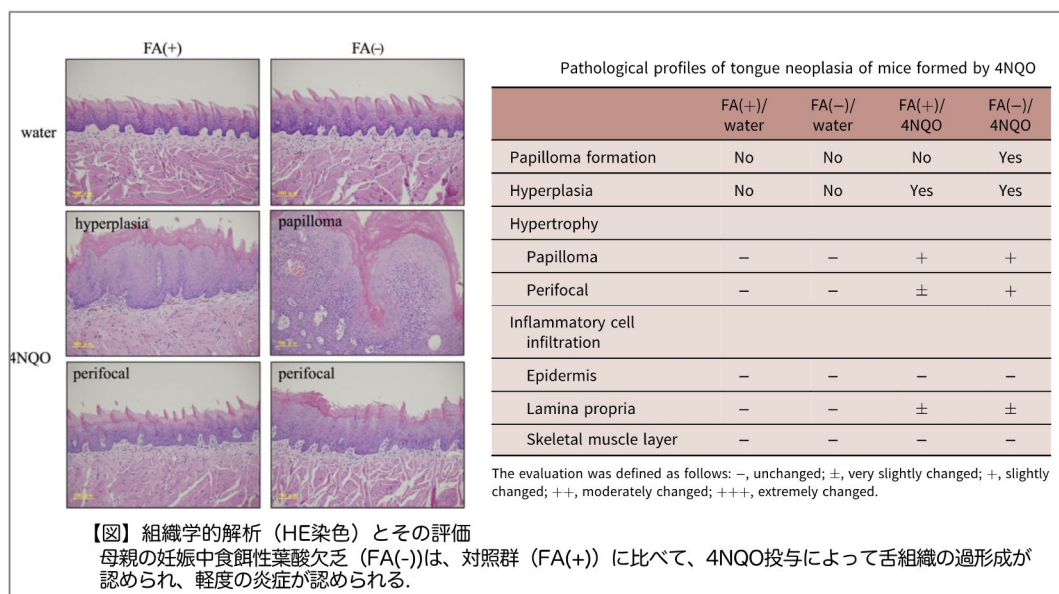 FA(+) FA(-)
water
hyperplasia papilloma
4NQO
perifocal perifocal
Pathological profiles of tongue neoplasia of mice formed by 4NQO
FA(+)/ FA(−)/ FA(+)/ FA(−)/
water water 4NQO 4NQO
Papilloma formation No No No Yes
Hyperplasia No No Yes Yes
Hypertrophy
Papilloma − − + +
Perifocal − − ± +
Inflammatory cell
infiltration
Epidermis − − − −
Lamina propria − − ± ±
Skeletal muscle layer − − − −
The evaluation was defined as follows: −, unchanged; ±, very slightly changed; +, slightly
changed; ++, moderately changed; +++, extremely changed.
【図】組織学的解析（HE染色）とその評価
母親の妊娠中食餌性葉酸欠乏（FA(-))は、対照群（FA(+)）に比べて、4NQO投与によって舌組織の過形成が
認められ、軽度の炎症が認められる.